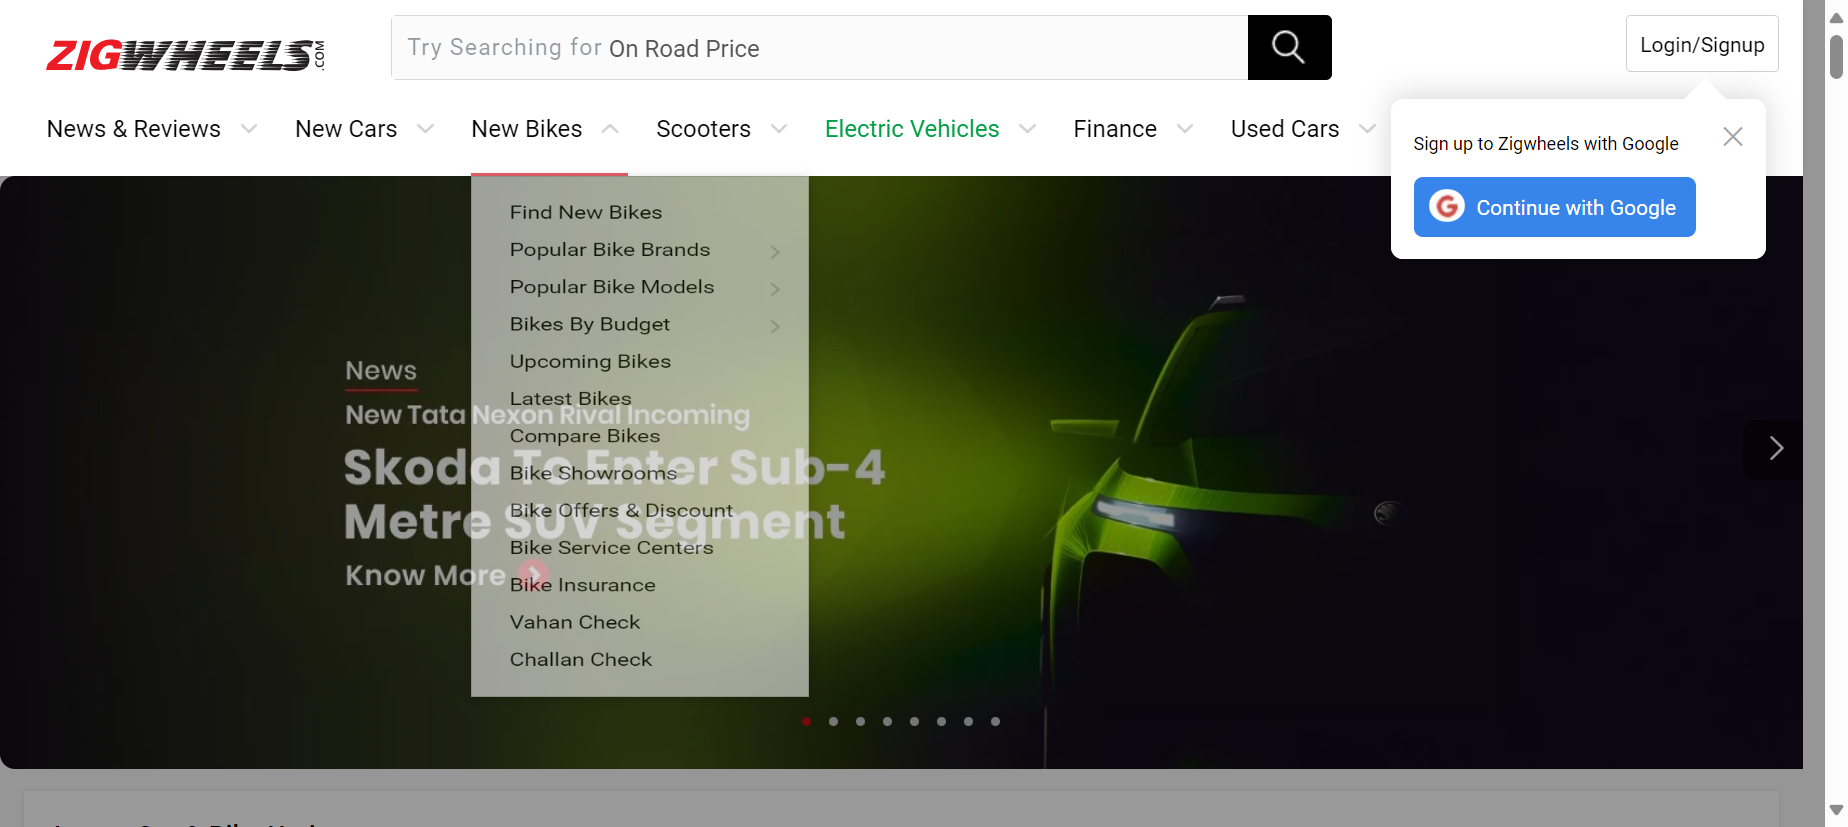 ZIGWHEELS.COM
Try Searching for On Road Price
Login/Signup
News & Reviews New Cars New Bikes Scooters Electric Vehicles Finance Used Cars
Sign up to Zigwheels with Google
Continue with Google
Find New Bikes
Popular Bike Brands
Popular Bike Models
Bikes By Budget
Upcoming Bikes
Latest Bikes
Compare Bikes
Bike Showrooms
Bike Offers & Discount
Bike Service Centers
Bike Insurance
Vahan Check
Challan Check
News
New Tata Nexon Rival Incoming
Skoda To Enter Sub-4
Metre SUV Segment
Know More